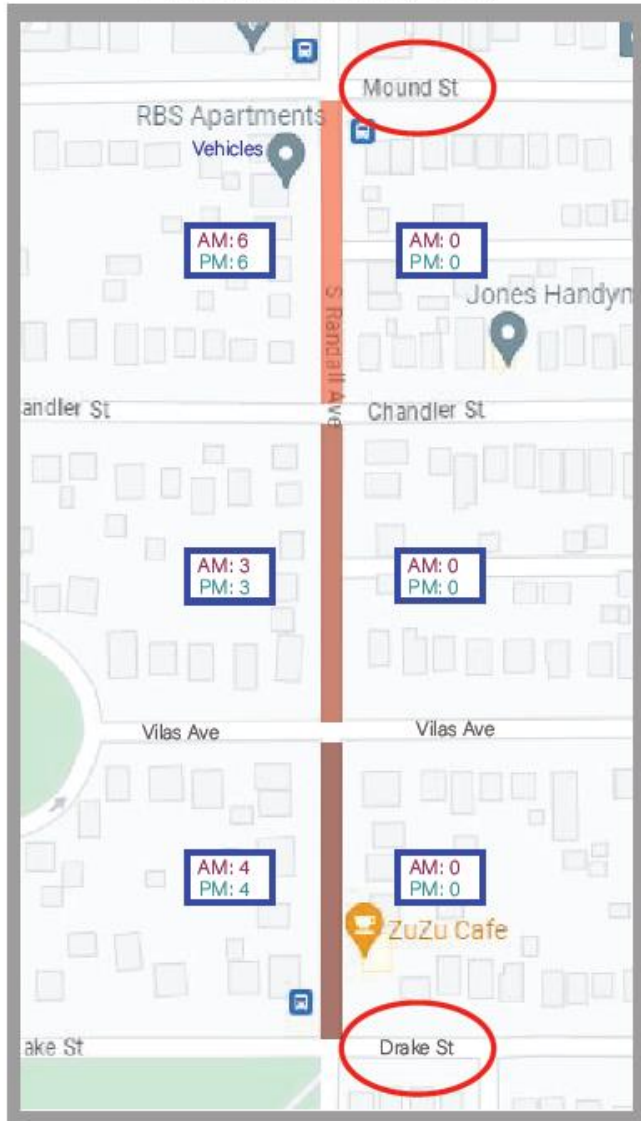 Mound St
RBS Apartments
Vehicles
AM: 6
PM: 6
AM: 0
PM: 0
S Randall Ave
Jones Handyn
andler St
Chandler St
AM: 3
PM: 3
AM: 0
PM: 0
Vilas Ave
Vilas Ave
AM: 4
PM: 4
AM: 0
PM: 0
ZuZu Cafe
ake St
Drake St